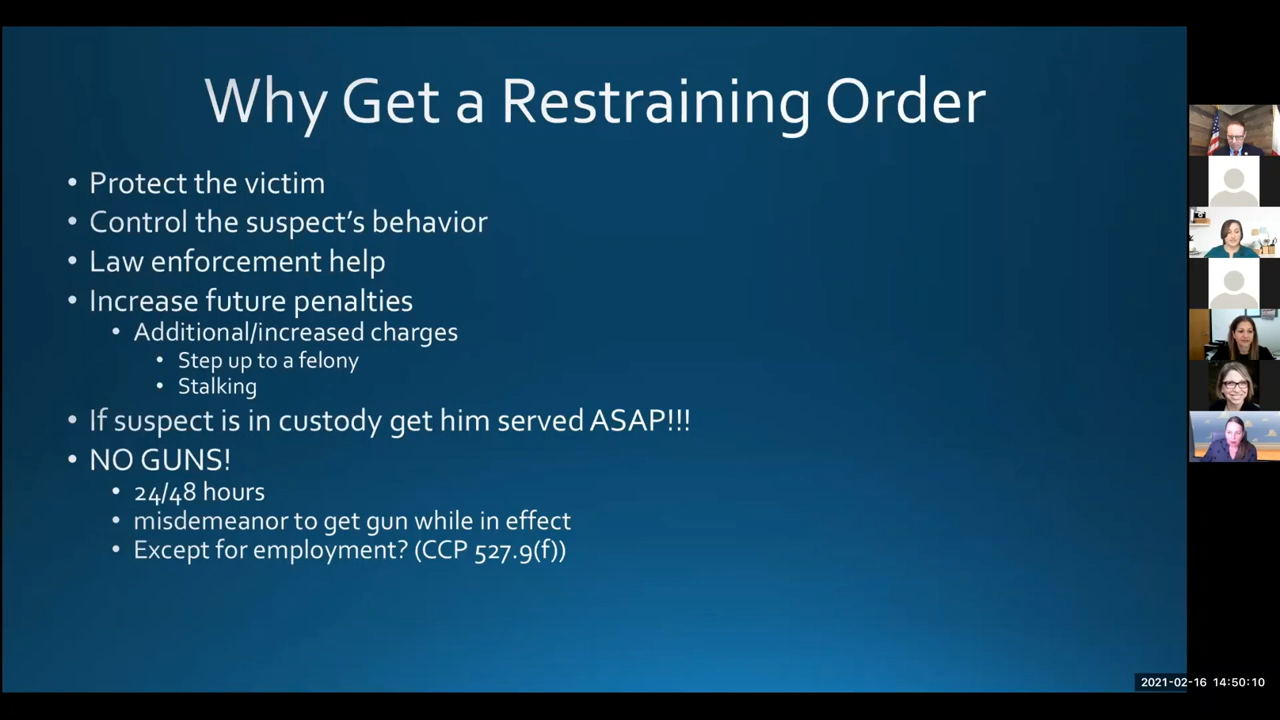 Why Get a Restraining Order
• Protect the victim
• Control the suspect’s behavior
• Law enforcement help
• Increase future penalties
• Additional/increased charges
• Step up to a felony
• Stalking
• If suspect is in custody get him served ASAP!!!
• NO GUNS!
• 24/48 hours
• misdemeanor to get gun while in effect
• Except for employment? (CCP 527.9(f))
2021-02-16 14:50:10